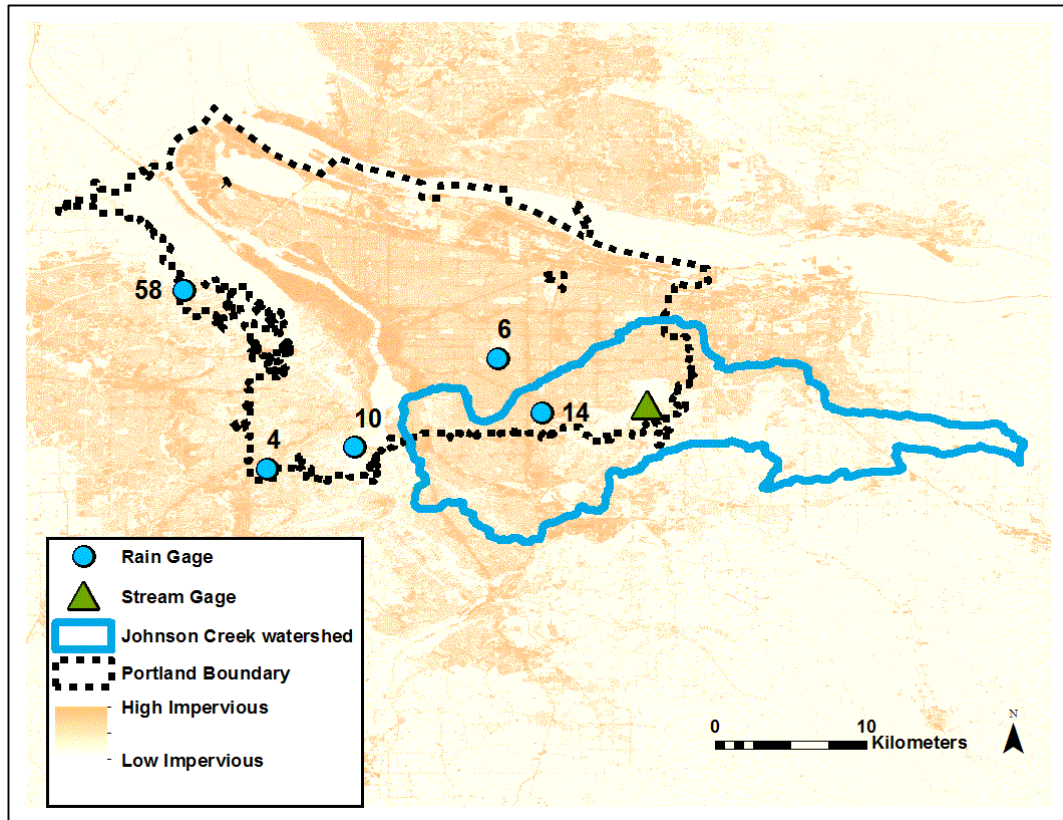 58
6
14
10
4
Rain Gage
Stream Gage
Johnson Creek watershed
Portland Boundary
High Impervious
Low Impervious
0 10
Kilometers
N